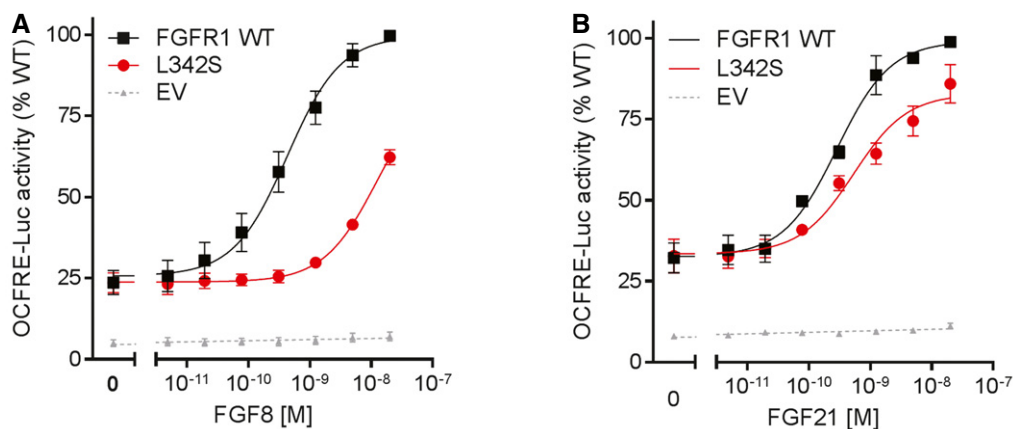 A
OCFRE-Luc activity (% WT)
100
75
50
25
0
FGFR1 WT
L342S
EV
0
10-11
10-10
10-9
10-8
10-7
FGF8 [M]
B
OCFRE-Luc activity (% WT)
100
75
50
25
0
FGFR1 WT
L342S
EV
0
10-11
10-10
10-9
10-8
10-7
FGF21 [M]